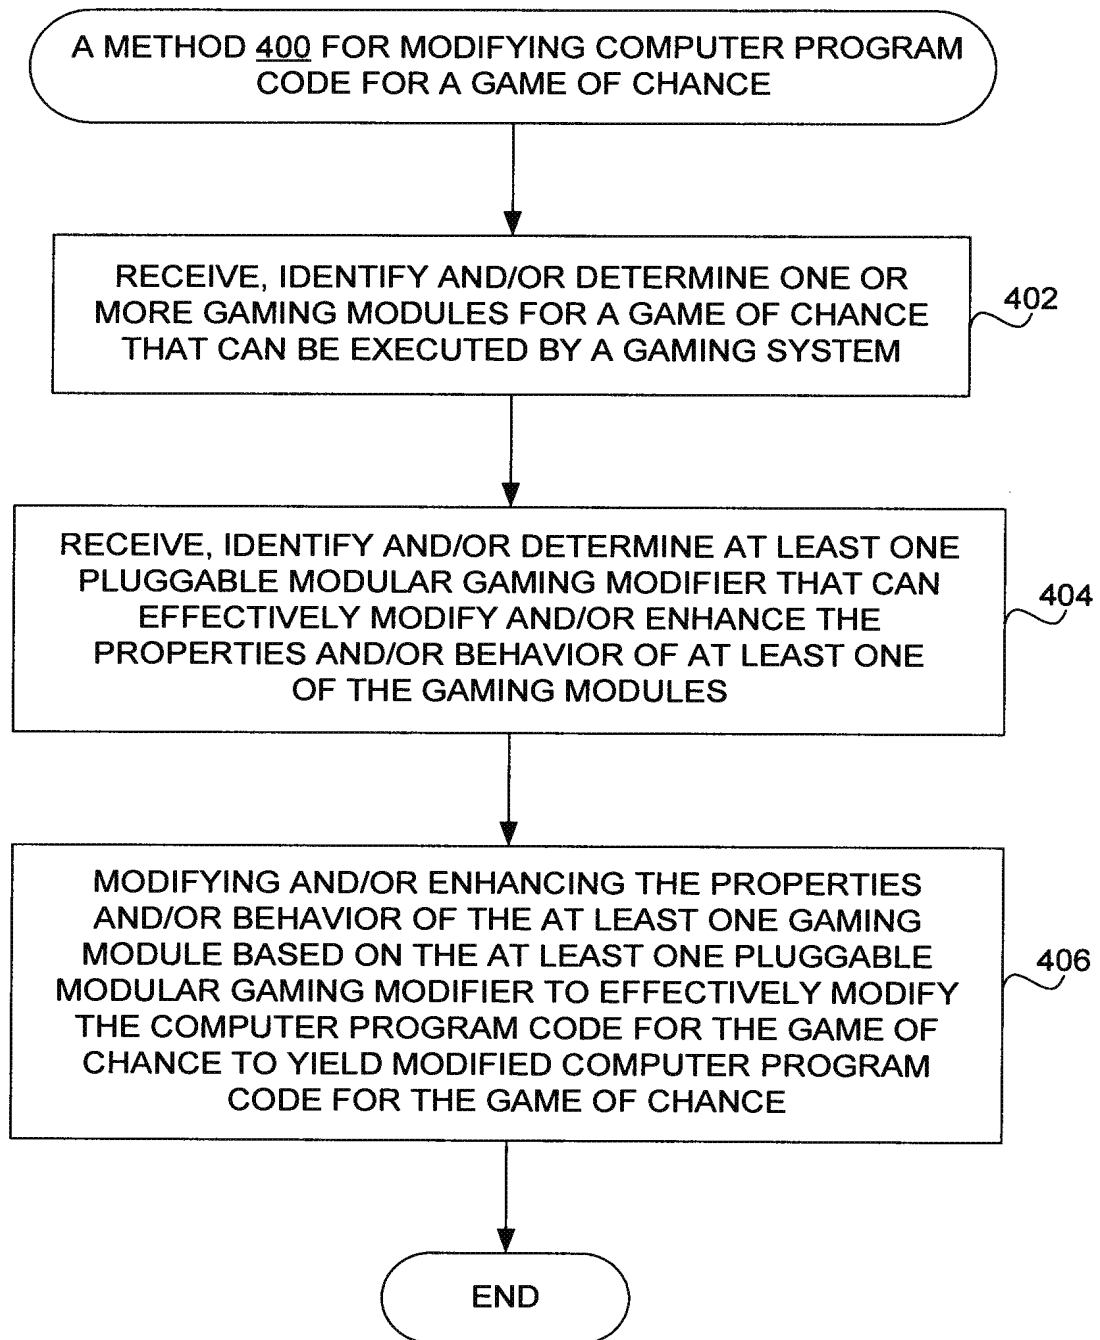 A METHOD 400 FOR MODIFYING COMPUTER PROGRAM
CODE FOR A GAME OF CHANCE
RECEIVE, IDENTIFY AND/OR DETERMINE ONE OR
MORE GAMING MODULES FOR A GAME OF CHANCE
THAT CAN BE EXECUTED BY A GAMING SYSTEM
402
RECEIVE, IDENTIFY AND/OR DETERMINE AT LEAST ONE
PLUGGABLE MODULAR GAMING MODIFIER THAT CAN
EFFECTIVELY MODIFY AND/OR ENHANCE THE
PROPERTIES AND/OR BEHAVIOR OF AT LEAST ONE
OF THE GAMING MODULES
404
MODIFYING AND/OR ENHANCING THE PROPERTIES
AND/OR BEHAVIOR OF THE AT LEAST ONE GAMING
MODULE BASED ON THE AT LEAST ONE PLUGGABLE
MODULAR GAMING MODIFIER TO EFFECTIVELY MODIFY
THE COMPUTER PROGRAM CODE FOR THE GAME OF
CHANCE TO YIELD MODIFIED COMPUTER PROGRAM
CODE FOR THE GAME OF CHANCE
406
END